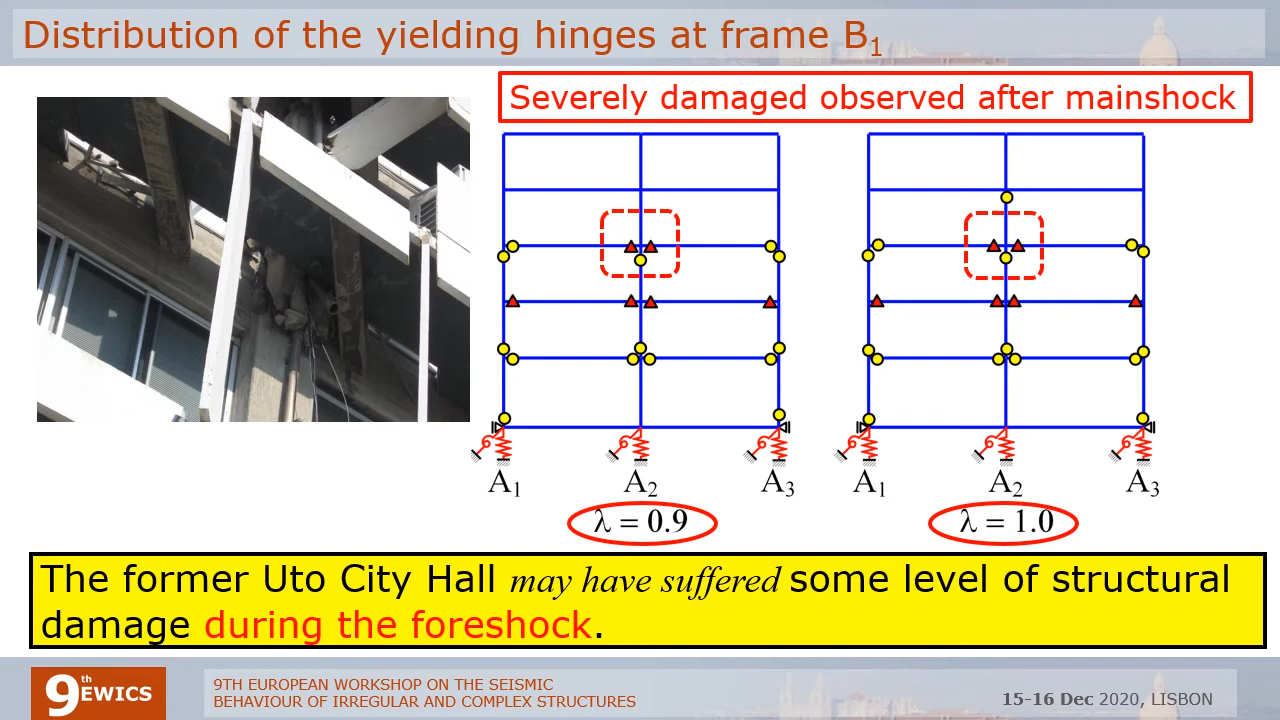 Distribution of the yielding hinges at frame B₁
Severely damaged observed after mainshock
A₁ A₂ A₃ A₁ A₂ A₃
λ = 0.9 λ = 1.0
The former Uto City Hall may have suffered some level of structural
damage during the foreshock.
9th EWICS
9TH EUROPEAN WORKSHOP ON THE SEISMIC
BEHAVIOUR OF IRREGULAR AND COMPLEX STRUCTURES
15-16 Dec 2020, LISBON